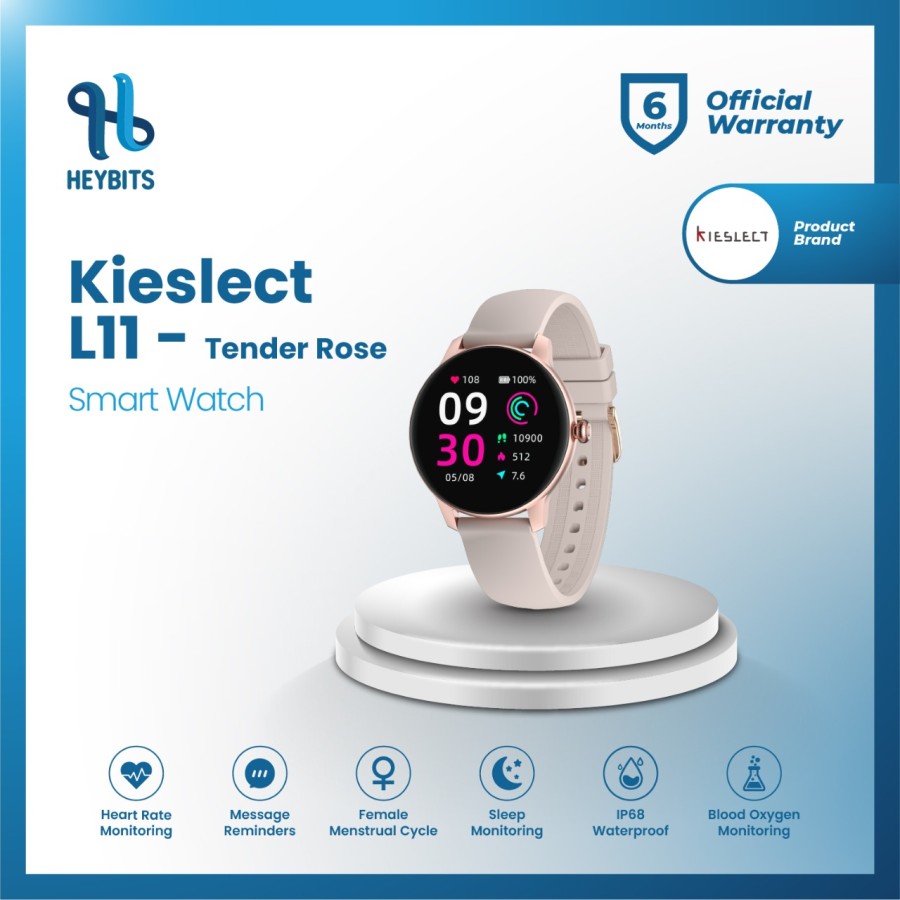 HEYBITS
6
Months
Official
Warranty
KIESLECT
Product
Brand
Kieslect
L11 - Tender Rose
Smart Watch
108 100%
09
30
10900
512
05/08 7.6
Heart Rate
Monitoring
Message
Reminders
Female
Menstrual Cycle
Sleep
Monitoring
IP68
Waterproof
Blood Oxygen
Monitoring